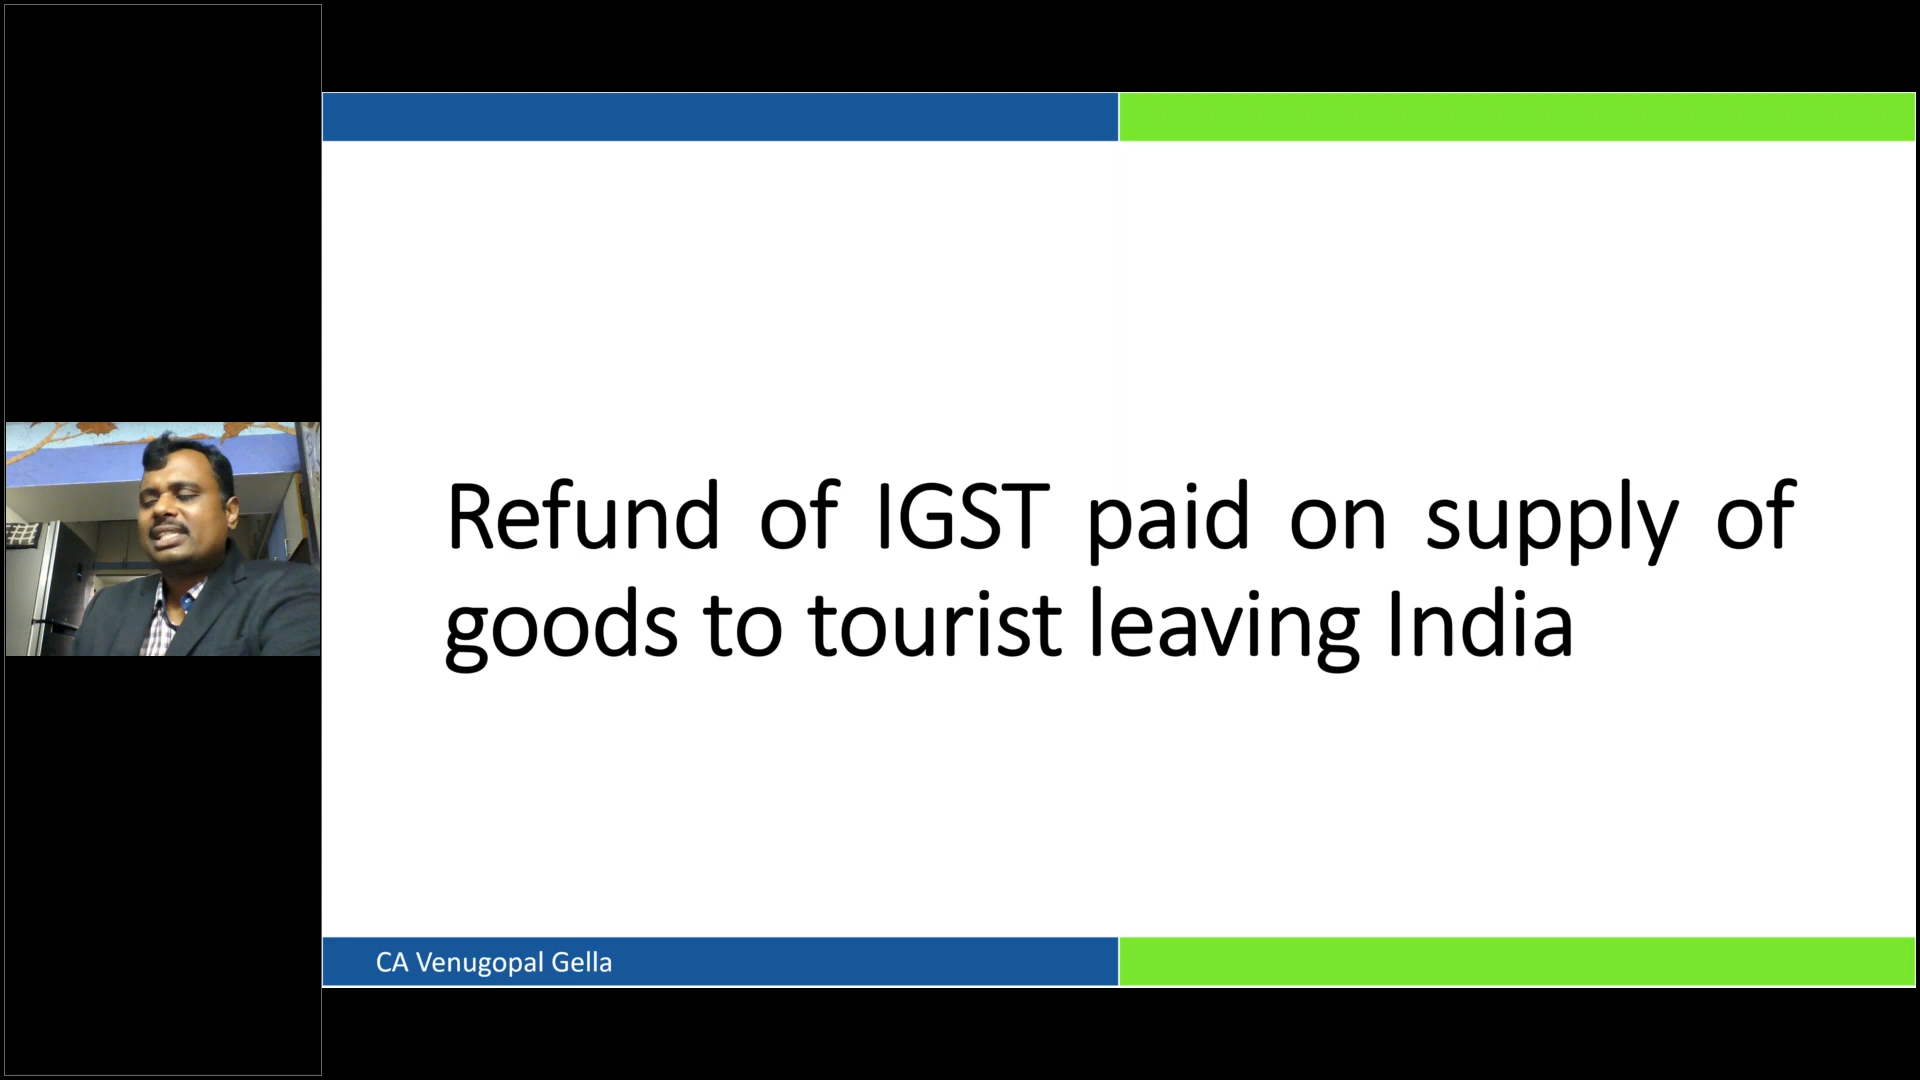 Refund of IGST paid on supply of
goods to tourist leaving India
CA Venugopal Gella